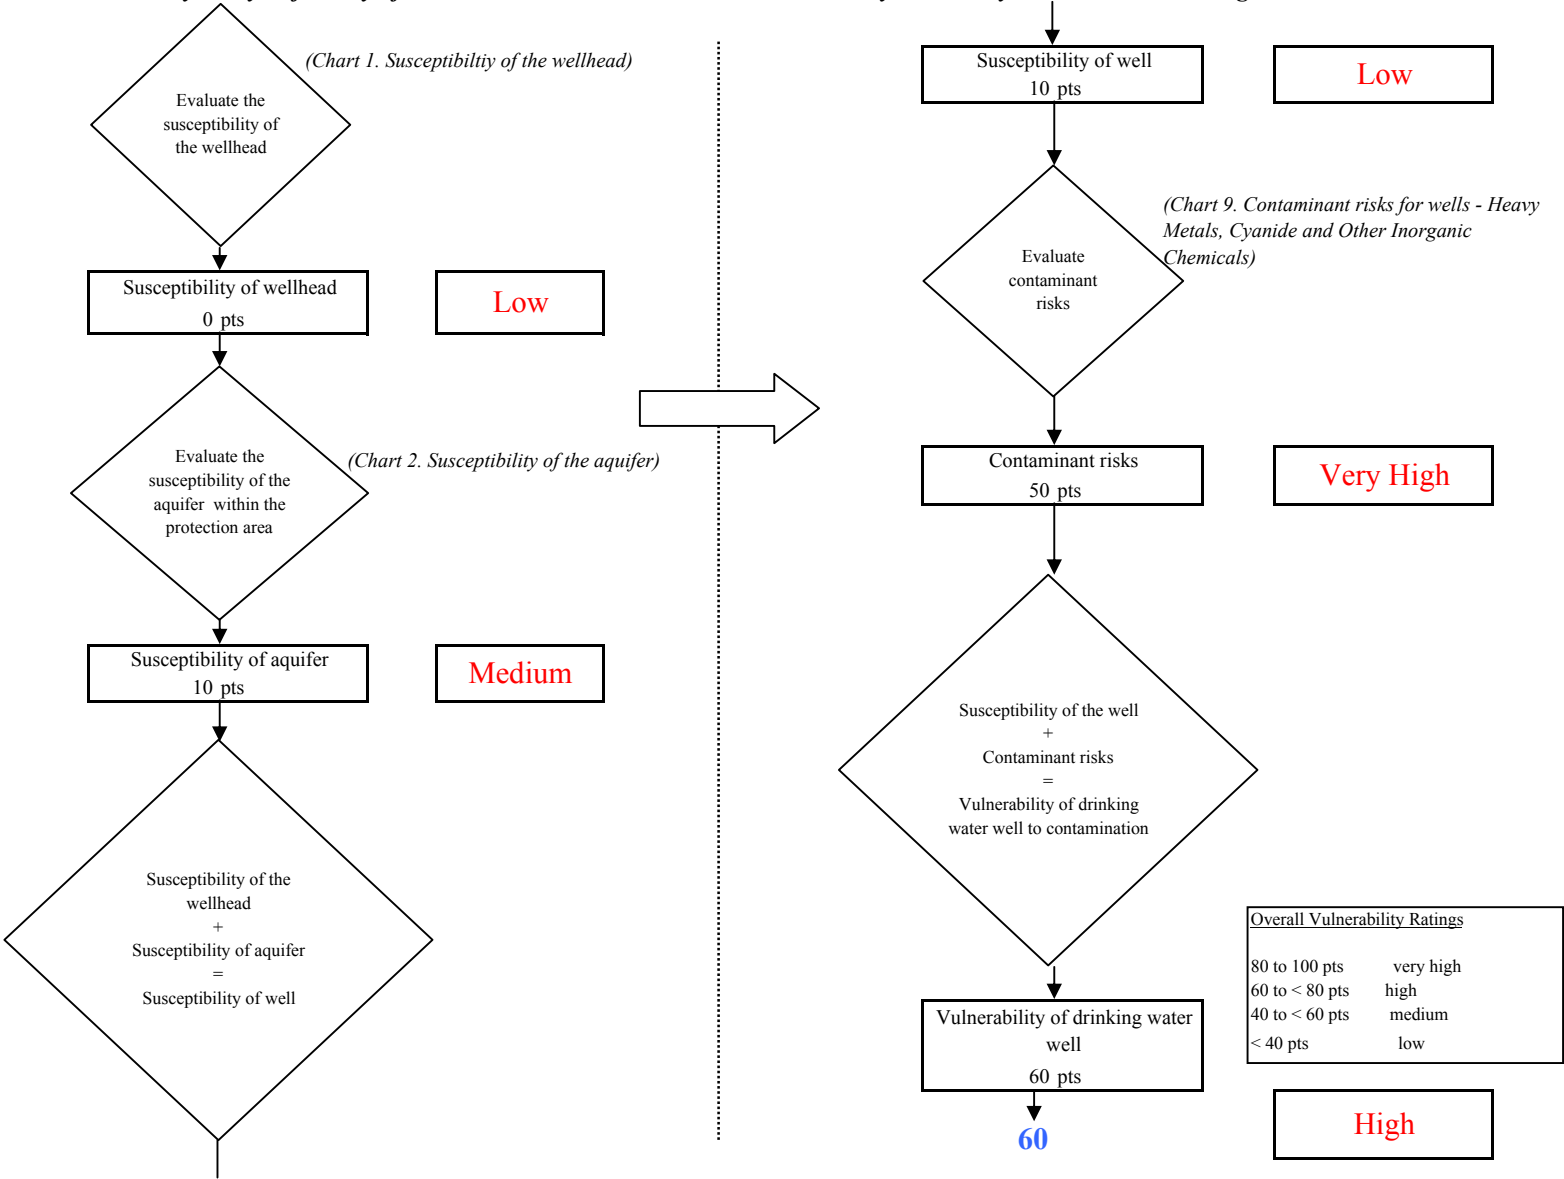 (Chart 1. Susceptibiltiy of the wellhead)
Evaluate the
susceptibility of
the wellhead
Susceptibility of wellhead
0 pts
Low
Evaluate the
susceptibility of the
aquifer within the
protection area
(Chart 2. Susceptibility of the aquifer)
Susceptibility of aquifer
10 pts
Medium
Susceptibility of the
wellhead
+
Susceptibility of aquifer
=
Susceptibility of well
Susceptibility of well
10 pts
Low
(Chart 9. Contaminant risks for wells - Heavy
Metals, Cyanide and Other Inorganic
Chemicals)
Evaluate
contaminant
risks
Contaminant risks
50 pts
Very High
Susceptibility of the well
+
Contaminant risks
=
Vulnerability of drinking
water well to contamination
Overall Vulnerability Ratings
80 to 100 pts very high
60 to < 80 pts high
40 to < 60 pts medium
< 40 pts low
Vulnerability of drinking water
well
60 pts
60
High